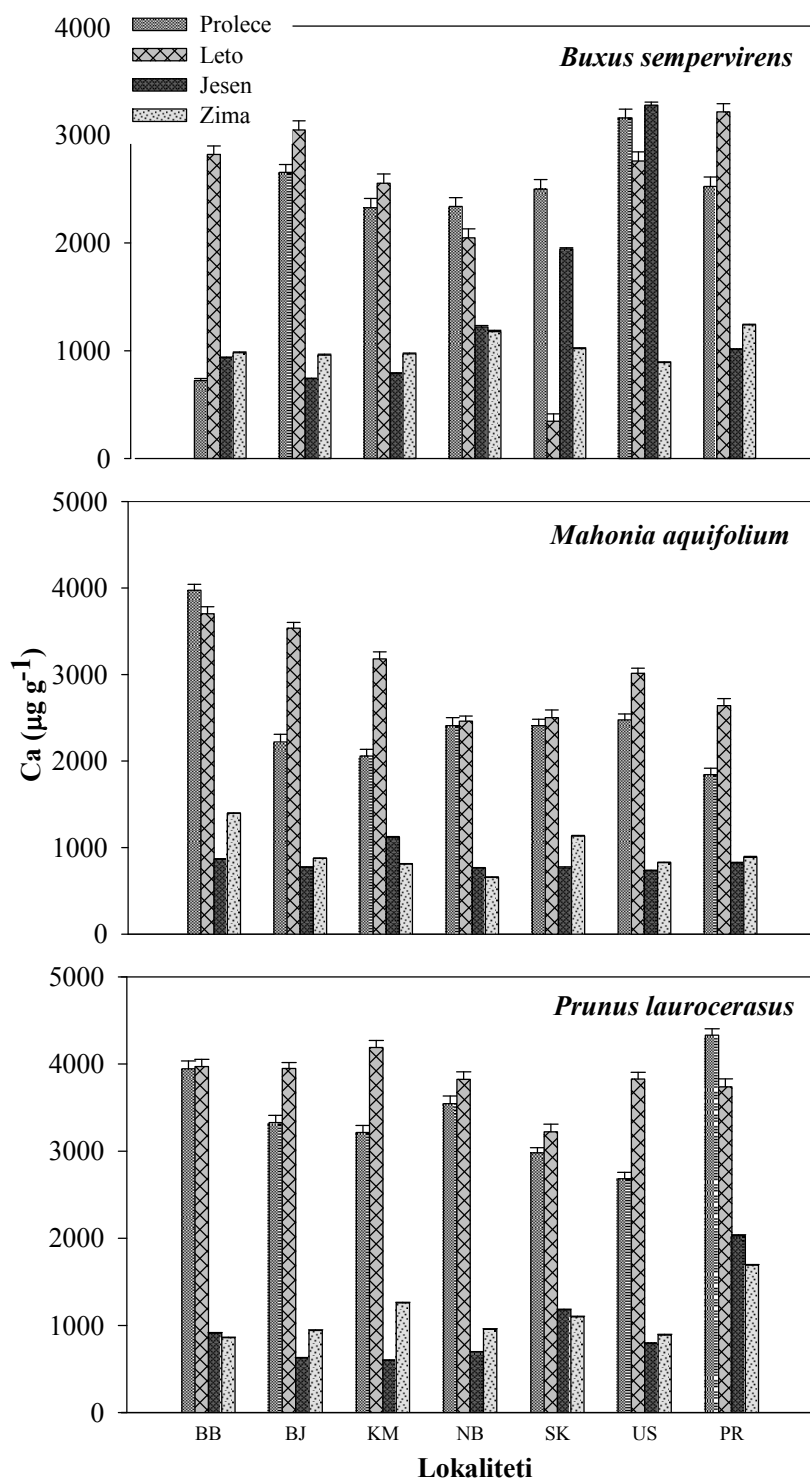 Prolece
Leto
Jesen
Zima
Buxus sempervirens
4000
3000
2000
1000
0
Mahonia aquifolium
5000
4000
3000
2000
1000
0
Ca (µg g-1)
Prunus laurocerasus
5000
4000
3000
2000
1000
0
BB BJ KM NB SK US PR
Lokaliteti